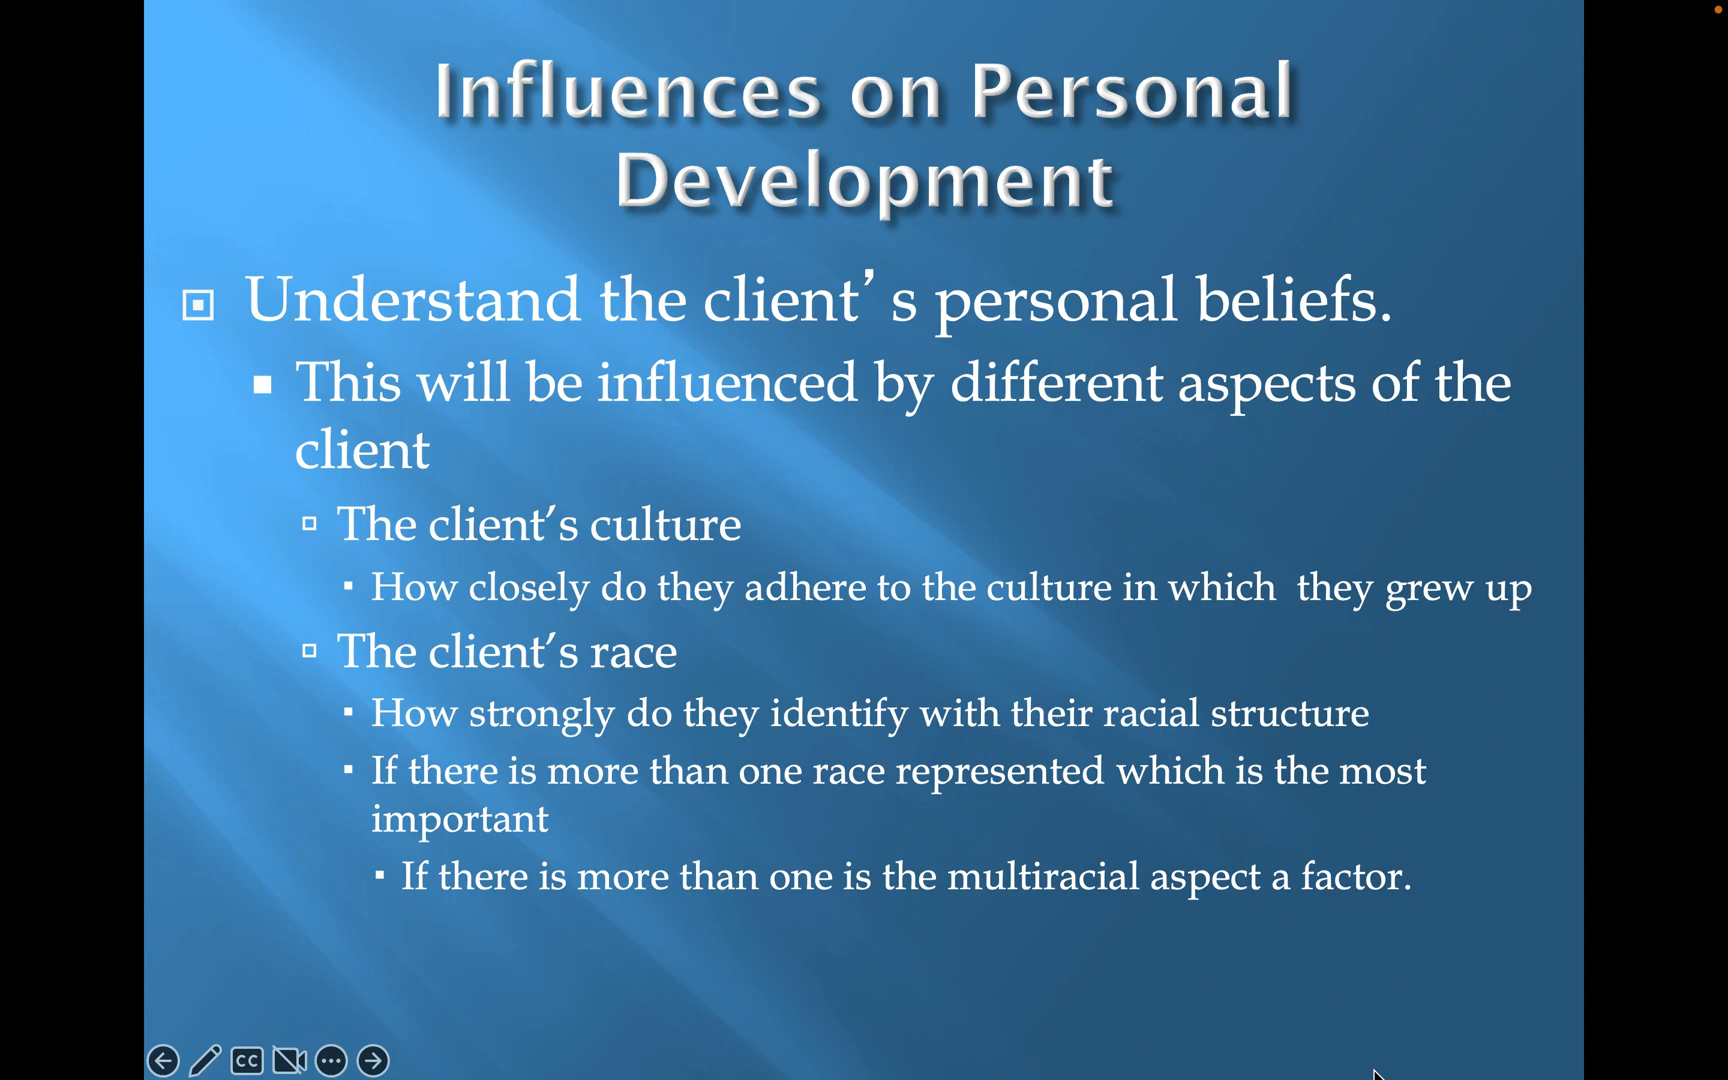 Influences on Personal
Development
Understand the client’s personal beliefs.
This will be influenced by different aspects of the
client
The client’s culture
How closely do they adhere to the culture in which  they grew up
The client’s race
How strongly do they identify with their racial structure
If there is more than one race represented which is the most
important
If there is more than one is the multiracial aspect a factor.
CC